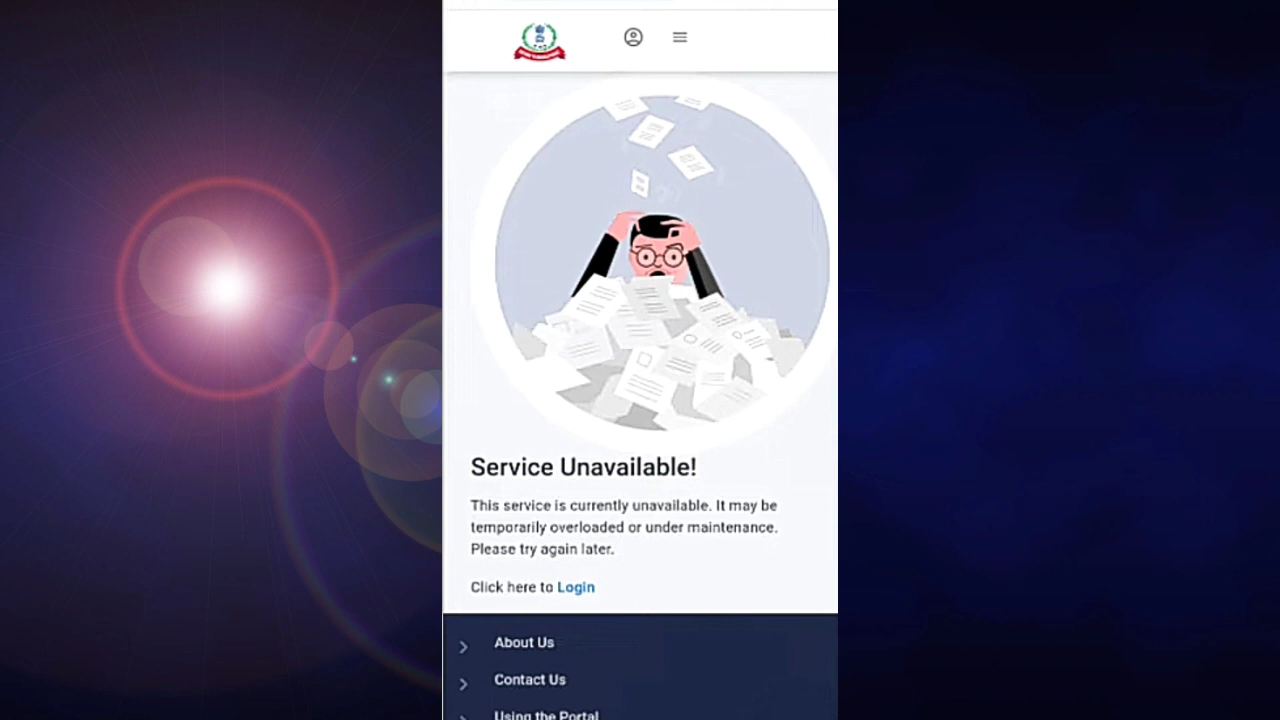 Service Unavailable!
This service is currently unavailable. It may be
temporarily overloaded or under maintenance.
Please try again later.
Click here to Login
About Us
Contact Us
Using the Portal